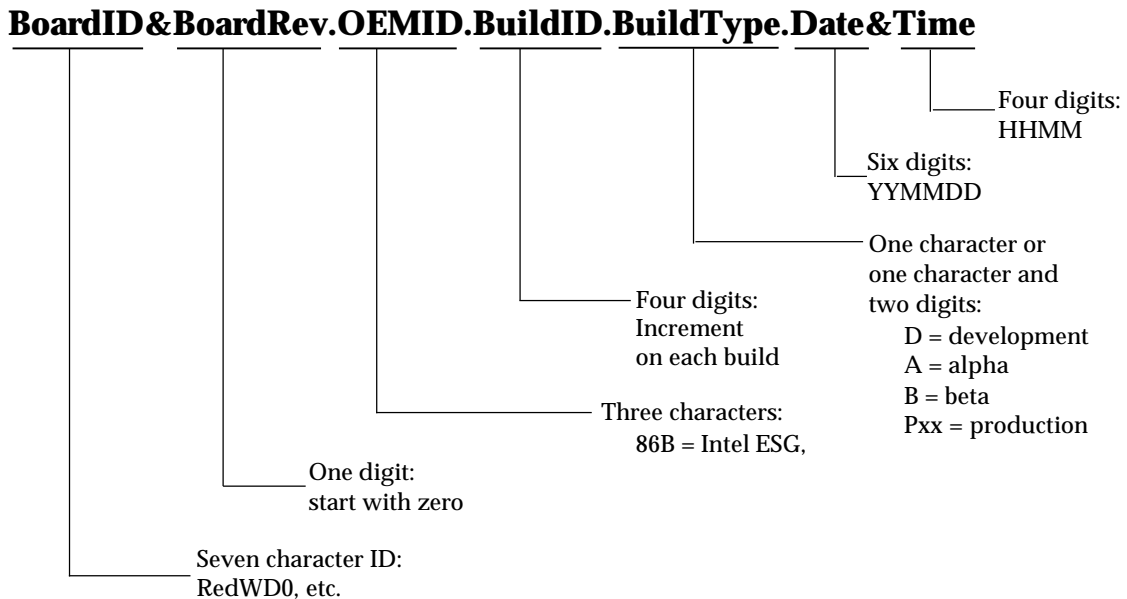 BoardID&BoardRev.OEMID.BuildID.BuildType.Date&Time
Four digits:
HHMM
Six digits:
YYMMDD
One character or
one character and
two digits:
D = development
A = alpha
B = beta
Pxx = production
Four digits:
Increment
on each build
Three characters:
86B = Intel ESG,
One digit:
start with zero
Seven character ID:
RedWD0, etc.